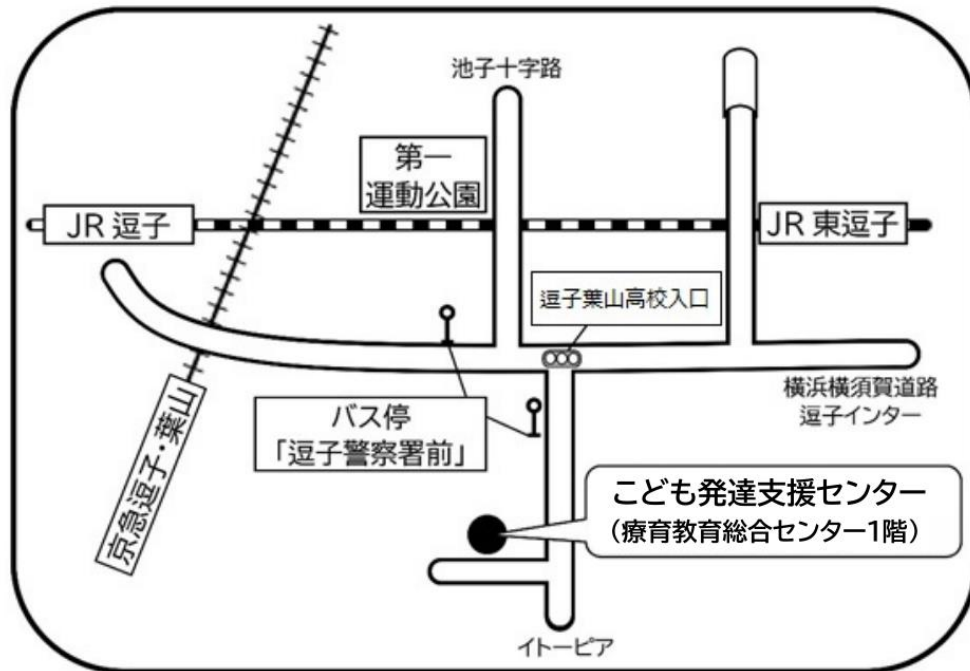 池子十字路
第一
運動公園
JR 逗子
JR 東逗子
逗子葉山高校入口
横浜横須賀道路
逗子インター
バス停
「逗子警察署前」
京急逗子・葉山
こども発達支援センター
(療育教育総合センター1階)
イトーピア